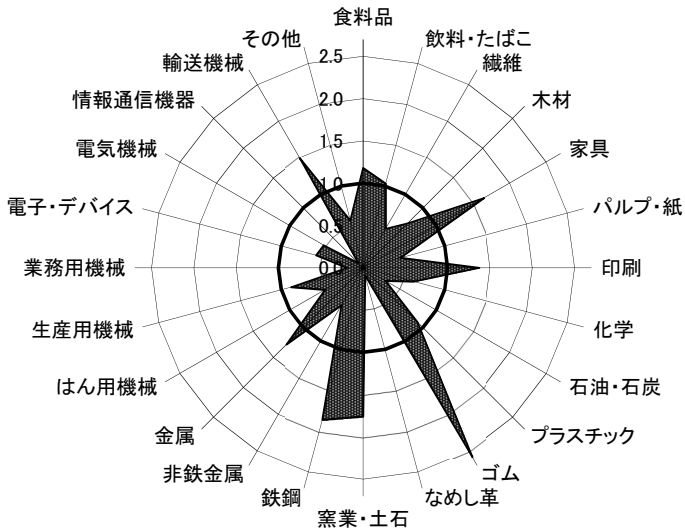 食料品
飲料・たばこ
繊維
木材
家具
パルプ・紙
印刷
化学
石油・石炭
プラスチック
ゴム
なめし革
窯業・土石
鉄鋼
非鉄金属
金属
はん用機械
生産用機械
業務用機械
電子・デバイス
電気機械
情報通信機器
輸送機械
その他
2.5
2.0
1.5
1.0
0.5
0.0